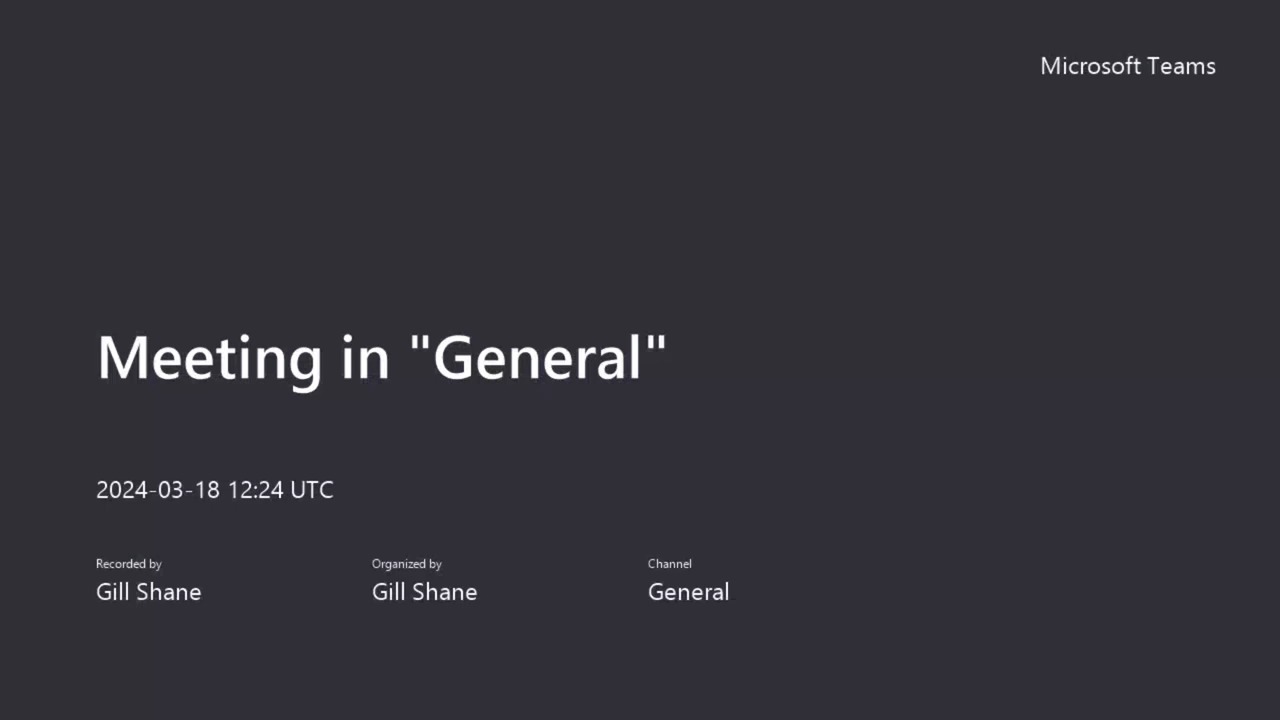 Microsoft Teams
Meeting in "General"
2024-03-18 12:24 UTC
Recorded by
Gill Shane
Organized by
Gill Shane
Channel
General